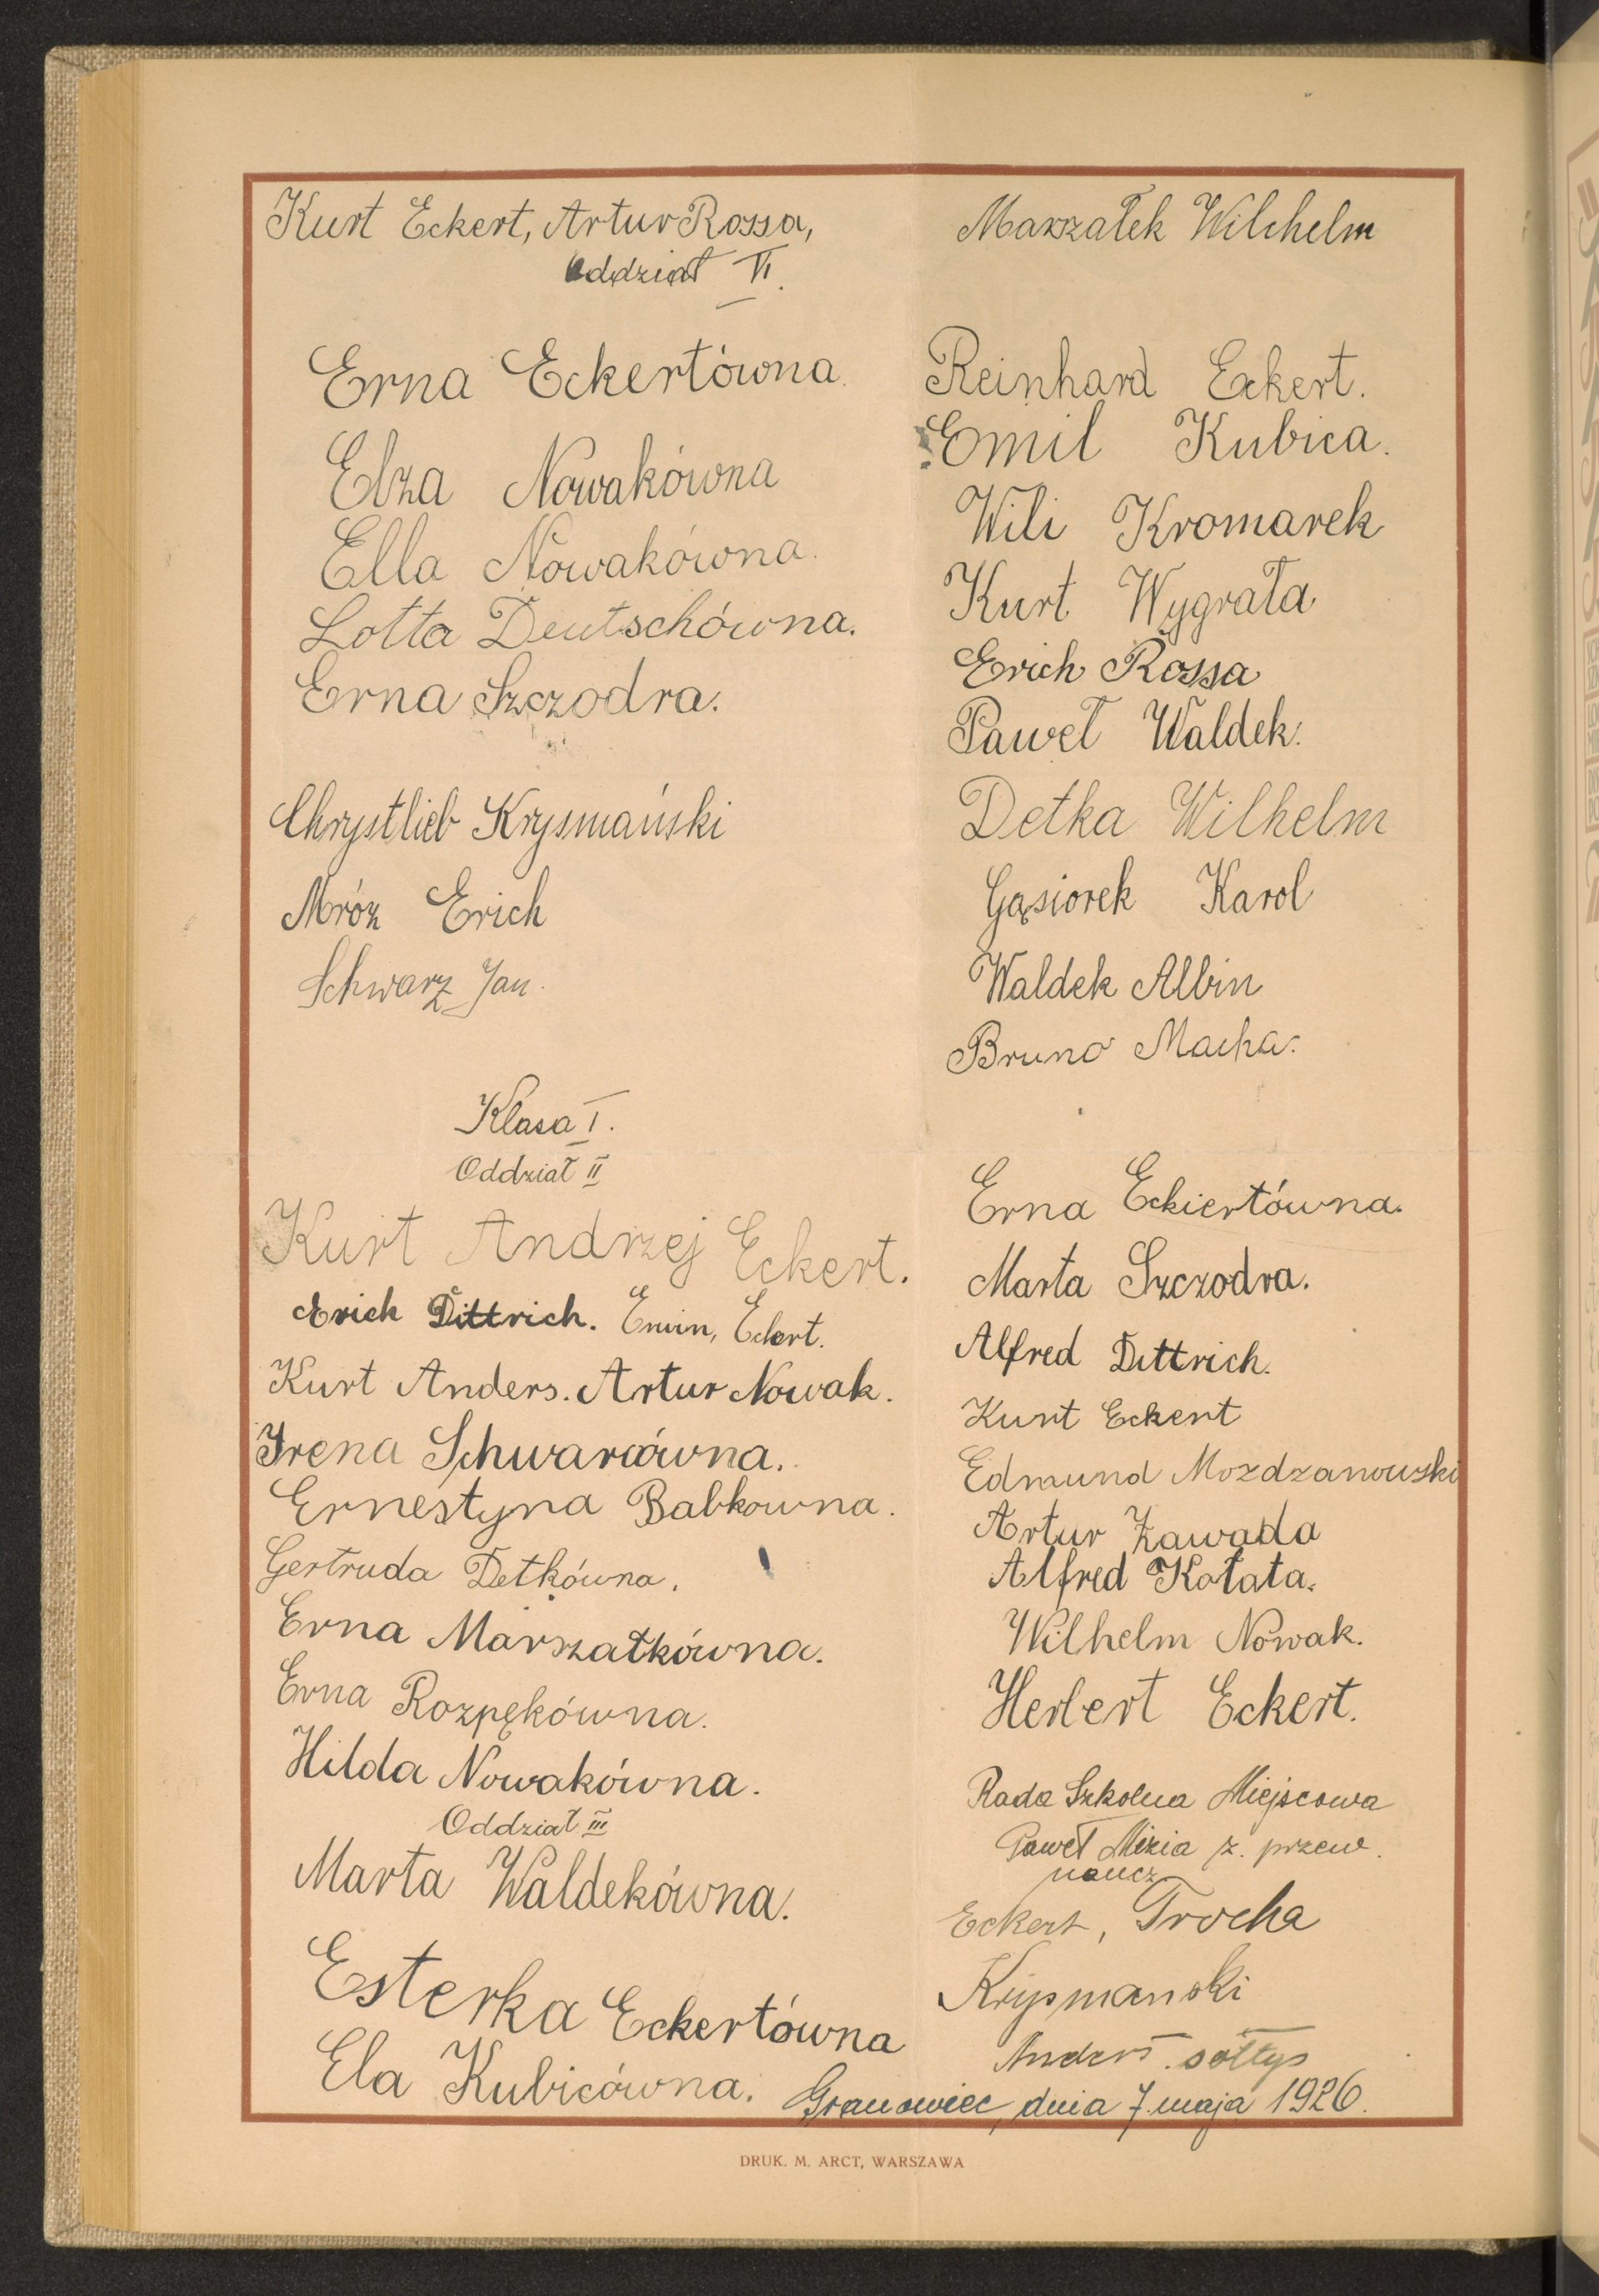 Kurt Eckert, Artur Rossa,
Oddział VI.
Erna Eckertówna.
Elza Nowakówna
Ella Nowakówna.
Lotta Deutschówna.
Erna Szczodra.
Chrystlieb Krysmański
Mróz Erich
Schwarz Jan.
Klasa I.
Oddział II
Kurt Andrzej Eckert.
Erich Dittrich. Erwin, Eckert.
Kurt Anders. Artur Nowak.
Irena Schwarcówna.
Ernestyna Babkowna.
Gertruda Detkówna.
Erna Marszałkówna.
Erna Rozpękówna.
Hilda Nowakówna.
Oddział III
Marta Waldekówna.
Esterka Eckertówna
Ela Kubicówna.
Marszałek Wilchelm
Reinhard Eckert.
Emil Kubica.
Wili Kromarek
Kurt Wygrała
Erich Rossa
Paweł Waldek.
Detka Wilhelm
Gąsiorek Karol
Waldek Albin
Bruno Macha.
Erna Eckiertówna.
Marta Szczodra.
Alfred Dittrich.
Kurt Eckert
Edmund Mozdzanowski
Artur Zawada
Alfred Kołata.
Wilhelm Nowak.
Herbert Eckert.
Rada Szkolna Miejscowa
Paweł Mizia z. przew.
naucz
Eckert, Trocha
Krysmanski
Anders. sołtys
Granowiec, dnia 7. maja 1926.
DRUK. M. ARCT, WARSZAWA